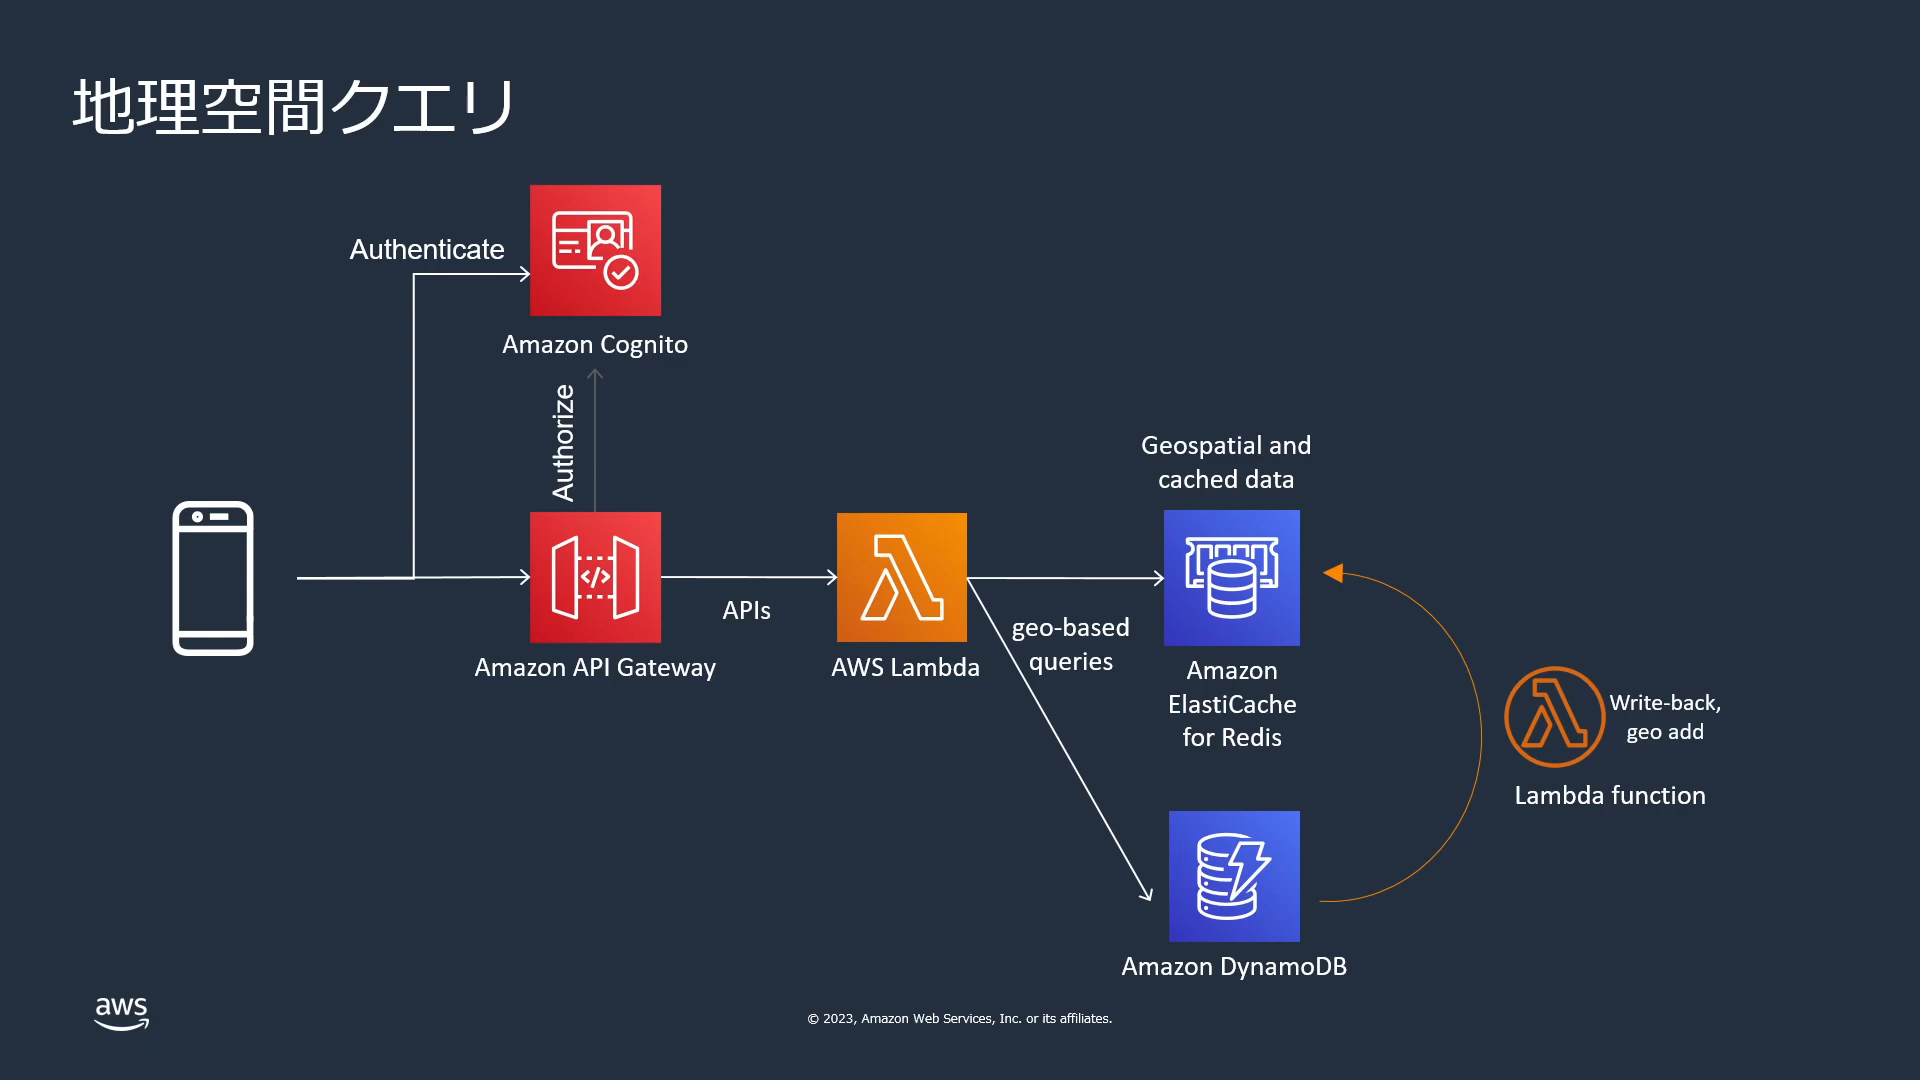 地理空間クエリ
Authenticate
Amazon Cognito
Authorize
Geospatial and
cached data
APIs
geo-based
queries
Amazon API Gateway
AWS Lambda
Amazon
ElastiCache
for Redis
Write-back,
geo add
Lambda function
Amazon DynamoDB
aws
© 2023, Amazon Web Services, Inc. or its affiliates.